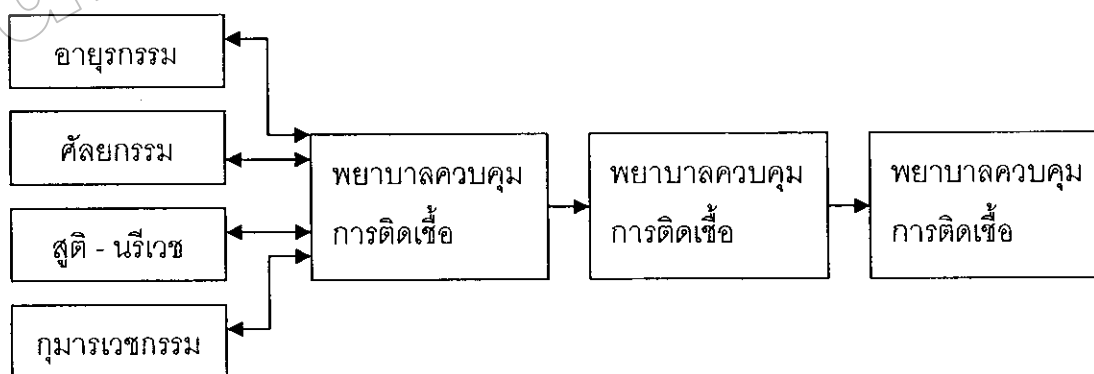 อายุรกรรม
ศัลยกรรม
สูติ - นรีเวช
กุมารเวชกรรม
พยาบาลควบคุม
การติดเชื้อ
พยาบาลควบคุม
การติดเชื้อ
พยาบาลควบคุม
การติดเชื้อ